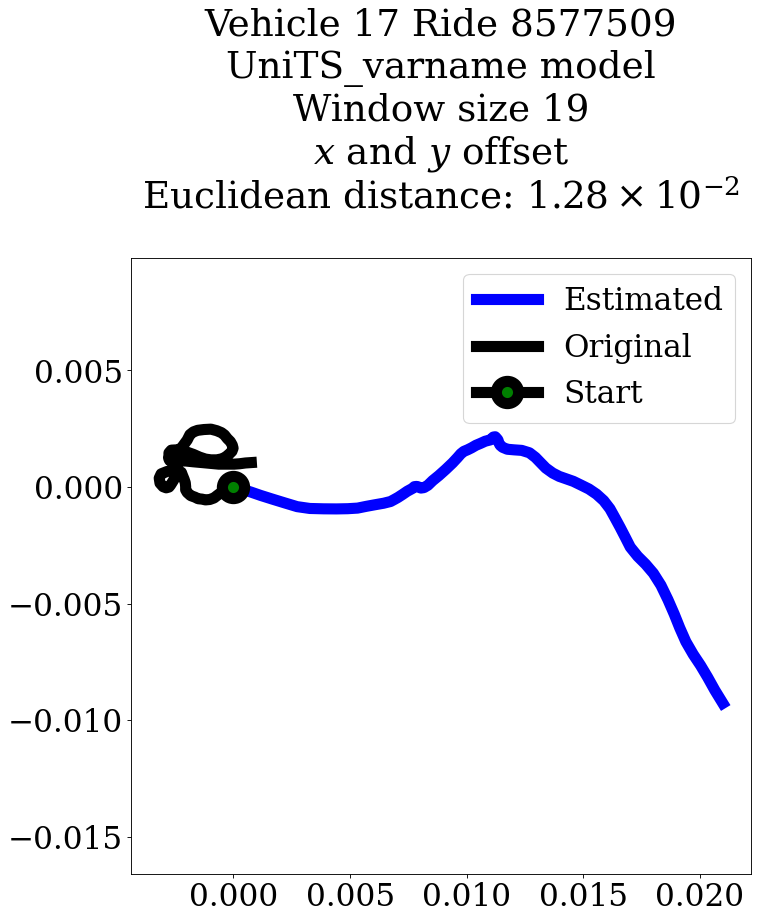 Vehicle 17 Ride 8577509
UniTS_varname model
Window size 19
x and y offset
Euclidean distance: 1.28 × 10⁻²
Estimated
Original
Start
0.005
0.000
−0.005
−0.010
−0.015
0.000 0.005 0.010 0.015 0.020